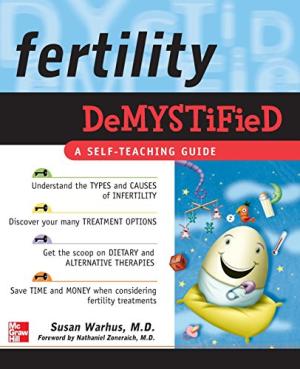 DYSTiDi
EMYSTiFie
fertility
DeMYSTiFieD
A SELF-TEACHING GUIDE
Understand the TYPES and CAUSES
of INFERTILITY
Discover your many TREATMENT OPTIONS
Get the scoop on DIETARY and
ALTERNATIVE THERAPIES
Save TIME and MONEY when considering
fertility treatments
Mc
Graw
Hill
Susan Warhus, M.D.
Foreword by Nathaniel Zoneraich, M.D.